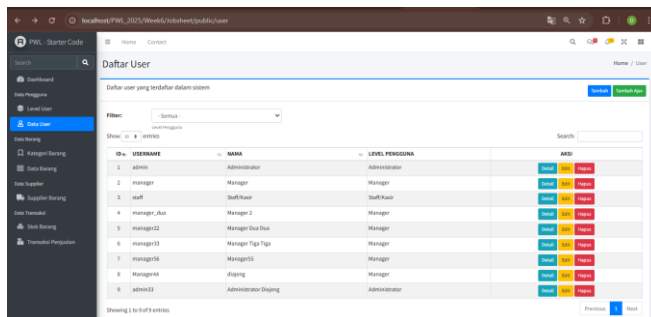 localhost/PWL_2025/Week6/Jobsheet/public/user
PWL - Starter Code
Home Contact
Search
Daftar User
Home / User
Dashboard
Data Pengguna
Level User
Data User
Data Barang
Kategori Barang
Data Barang
Data Supplier
Supplier Barang
Data Transaksi
Stok Barang
Transaksi Penjualan
Daftar user yang terdaftar dalam sistem
Tambah Tambah Ajax
Filter: - Semua -
Level Pengguna
Show 10 entries Search:
ID USERNAME NAMA LEVEL PENGGUNA AKSI
1 admin Administrator Administrator Detail Edit Hapus
2 manager Manager Manager Detail Edit Hapus
3 staff Staff/Kasir Staff/Kasir Detail Edit Hapus
4 manager_dua Manager 2 Manager Detail Edit Hapus
5 manager22 Manager Dua Dua Manager Detail Edit Hapus
6 manager33 Manager Tiga Tiga Manager Detail Edit Hapus
7 manager56 Manager55 Manager Detail Edit Hapus
8 Manager44 diajeng Manager Detail Edit Hapus
9 admin33 Administrator Diajeng Administrator Detail Edit Hapus
Showing 1 to 9 of 9 entries
Previous 1 Next